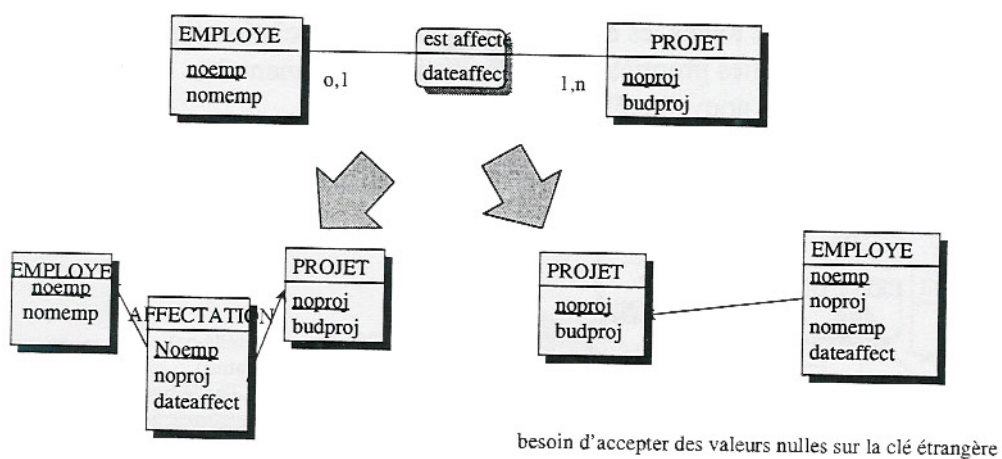 EMPLOYE
noemp
nomemp
o,1
est affecté
dateaffect
1,n
PROJET
noproj
budproj
EMPLOYE
noemp
nomemp
AFFECTATION
Noemp
noproj
dateaffect
PROJET
noproj
budproj
PROJET
noproj
budproj
EMPLOYE
noemp
noproj
nomemp
dateaffect
besoin d'accepter des valeurs nulles sur la clé étrangère